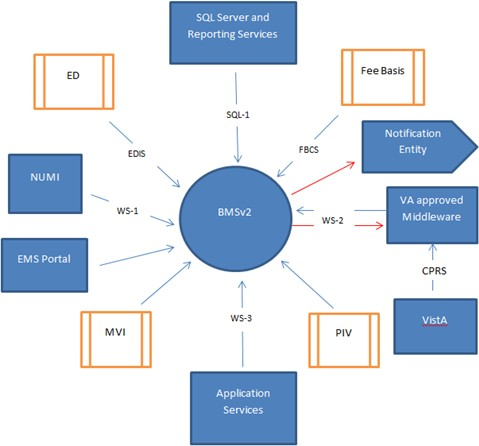 SQL Server and
Reporting Services
ED
Fee Basis
SQL-1
EDIS
FBCS
Notification
Entity
NUMI
WS-1
BMSv2
WS-2
VA approved
Middleware
EMS Portal
CPRS
MVI
WS-3
PIV
VistA
Application
Services